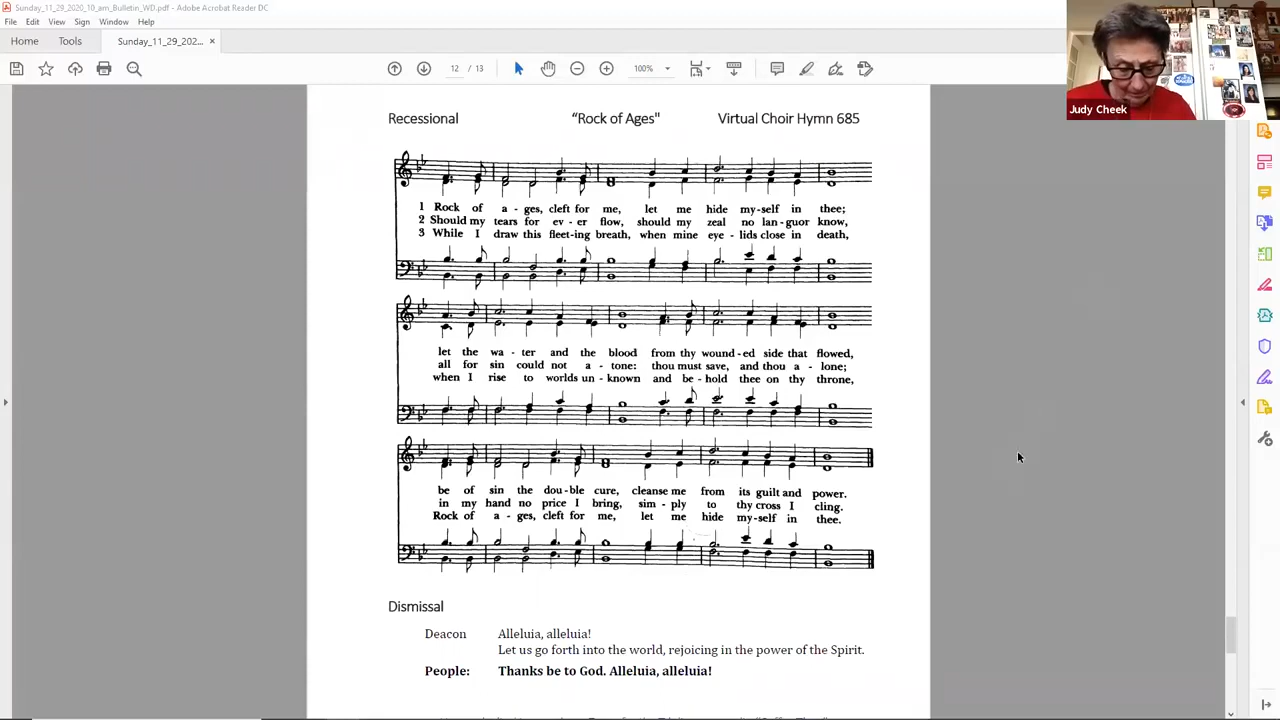 Sunday_11_29_2020_10_am_Bulletin_WD.pdf - Adobe Acrobat Reader DC
File Edit View Sign Window Help
Home Tools Sunday_11_29_202... ×
12 / 13 100%
Judy Cheek
Recessional "Rock of Ages" Virtual Choir Hymn 685
1 Rock of a - ges, cleft for me, let me hide my-self in thee;
2 Should my tears for ev - er flow, should my zeal no lan - guor know,
3 While I draw this fleet-ing breath, when mine eye - lids close in death,
let the wa - ter and the blood from thy wound - ed side that flowed,
all for sin could not a - tone: thou must save, and thou a - lone;
when I rise to worlds un - known and be - hold thee on thy throne,
be of sin the dou - ble cure, cleanse me from its guilt and power.
in my hand no price I bring, sim - ply to thy cross I cling.
Rock of a - ges, cleft for me, let me hide my-self in thee.
Dismissal
Deacon Alleluia, alleluia!
Let us go forth into the world, rejoicing in the power of the Spirit.
People: Thanks be to God. Alleluia, alleluia!